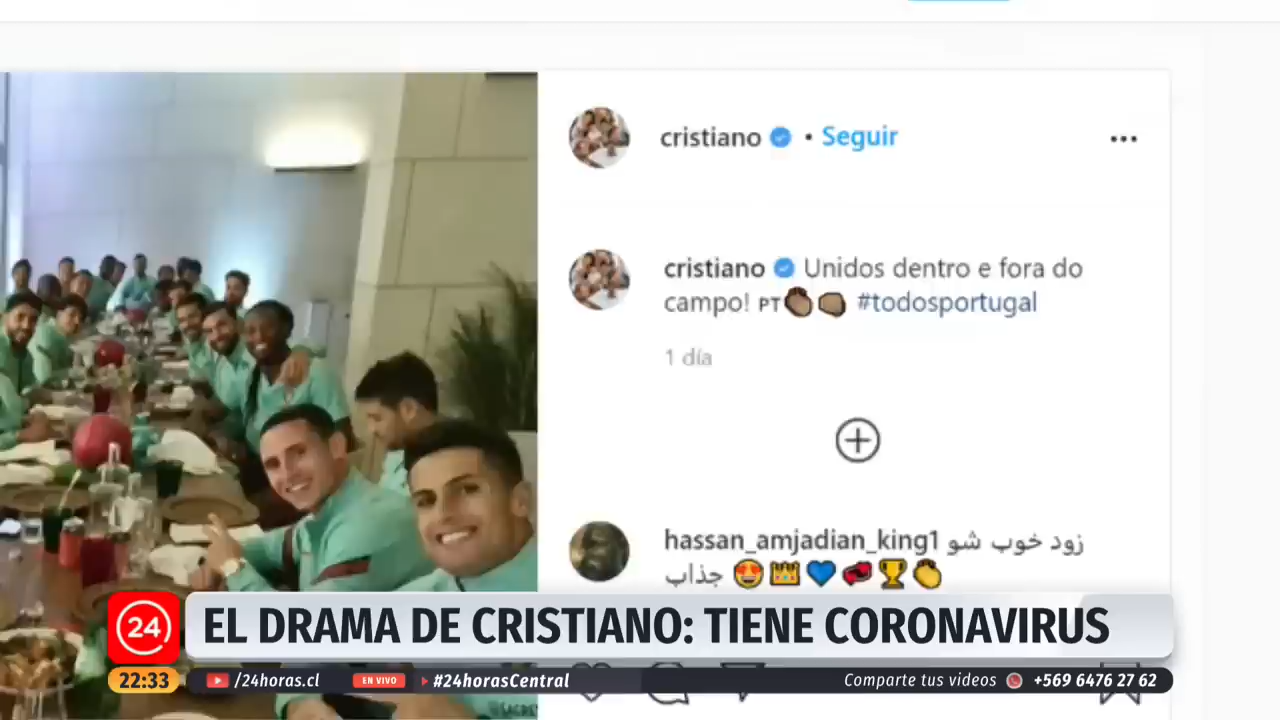 cristiano • Seguir
cristiano Unidos dentro e fora do
campo! PT👏🏽👊🏽 #todosportugal
1 día
hassan_amjadian_king1 زود خوب شو
جذاب 😍👑💙💞🏆👏
24 EL DRAMA DE CRISTIANO: TIENE CORONAVIRUS
22:33 /24horas.cl EN VIVO #24horasCentral Comparte tus videos +569 6476 27 62